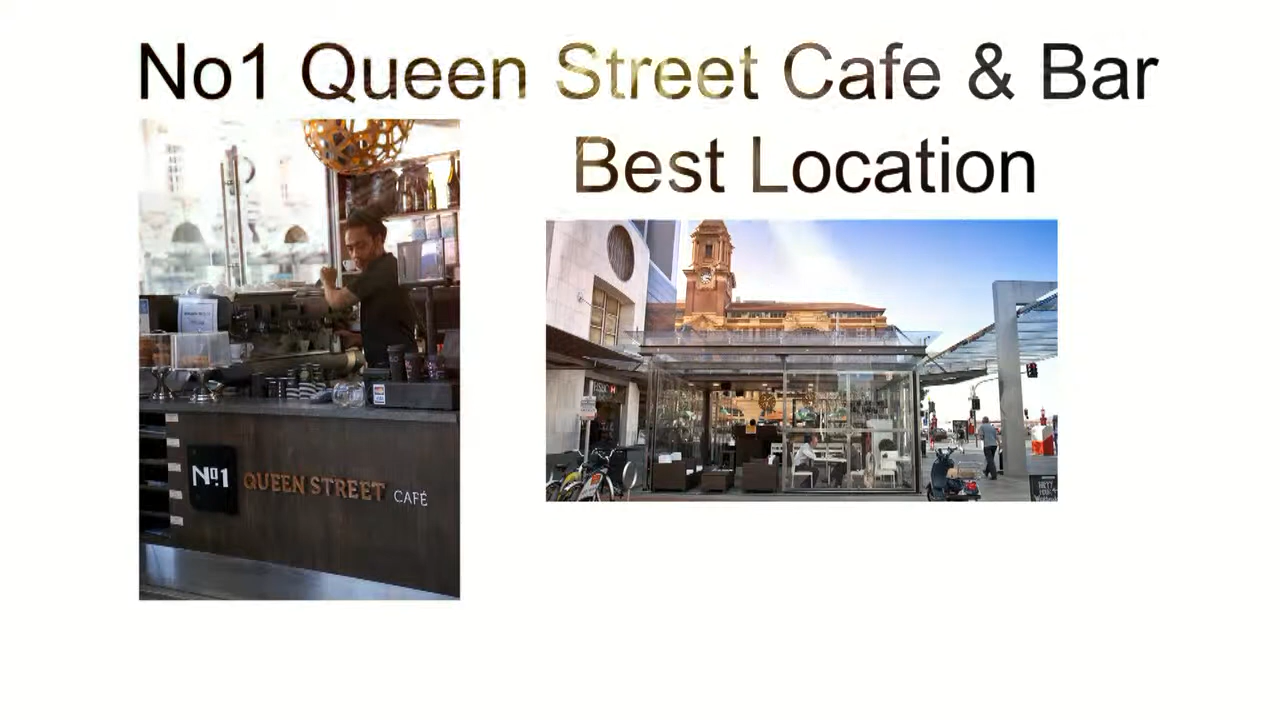 No1 Queen Street Cafe & Bar
Best Location
Nº1 QUEEN STREET CAFÉ